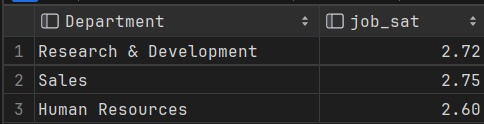 Department job_sat
1 Research & Development 2.72
2 Sales 2.75
3 Human Resources 2.60